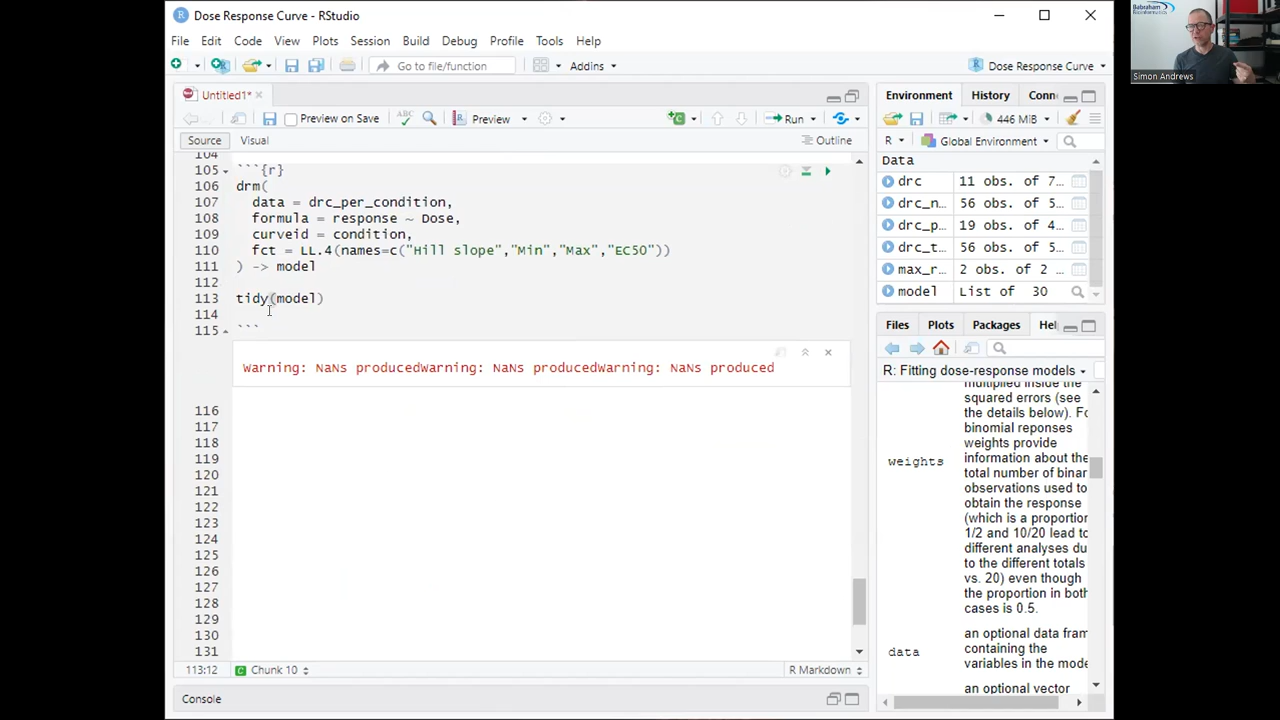 Dose Response Curve - RStudio
File Edit Code View Plots Session Build Debug Profile Tools Help
Go to file/function
Addins
Dose Response Curve
Untitled1*
Preview on Save
Preview
Run
Source Visual
Outline
104
105 ```{r}
106 drm(
107 data = drc_per_condition,
108 formula = response ~ Dose,
109 curveid = condition,
110 fct = LL.4(names=c("Hill slope","Min","Max","EC50"))
111 ) -> model
112
113 tidy(model)
114
115 ```
Warning: NaNs producedWarning: NaNs producedWarning: NaNs produced
116
117
118
119
120
121
122
123
124
125
126
127
128
129
130
131
113:12
Chunk 10
R Markdown
Console
Environment History Conn
446 MiB
R
Global Environment
Data
drc 11 obs. of 7…
drc_n… 56 obs. of 5…
drc_p… 19 obs. of 4…
drc_t… 56 obs. of 5…
max_r… 2 obs. of 2 …
model List of 30
Files Plots Packages Hel
R: Fitting dose-response models
multiplied inside the
squared errors (see
the details below). Fo
binomial reponses
weights provide
weights
information about the
total number of binar
observations used to
obtain the response
(which is a proportion
1/2 and 10/20 lead to
different analyses du
to the different totals
vs. 20) even though
the proportion in both
cases is 0.5.
an optional data fram
data
containing the
variables in the mode
an optional vector
Babraham
Bioinformatics
Simon Andrews